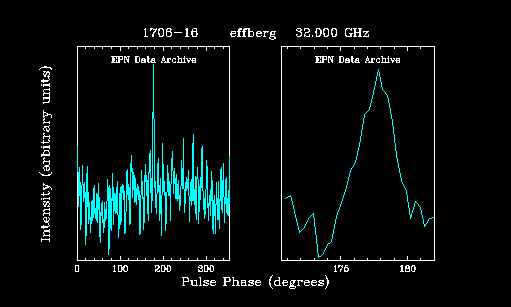 1706-16 effberg 32.000 GHz
EPN Data Archive EPN Data Archive
Intensity (arbitrary units)
0 100 200 300 176 180
Pulse Phase (degrees)